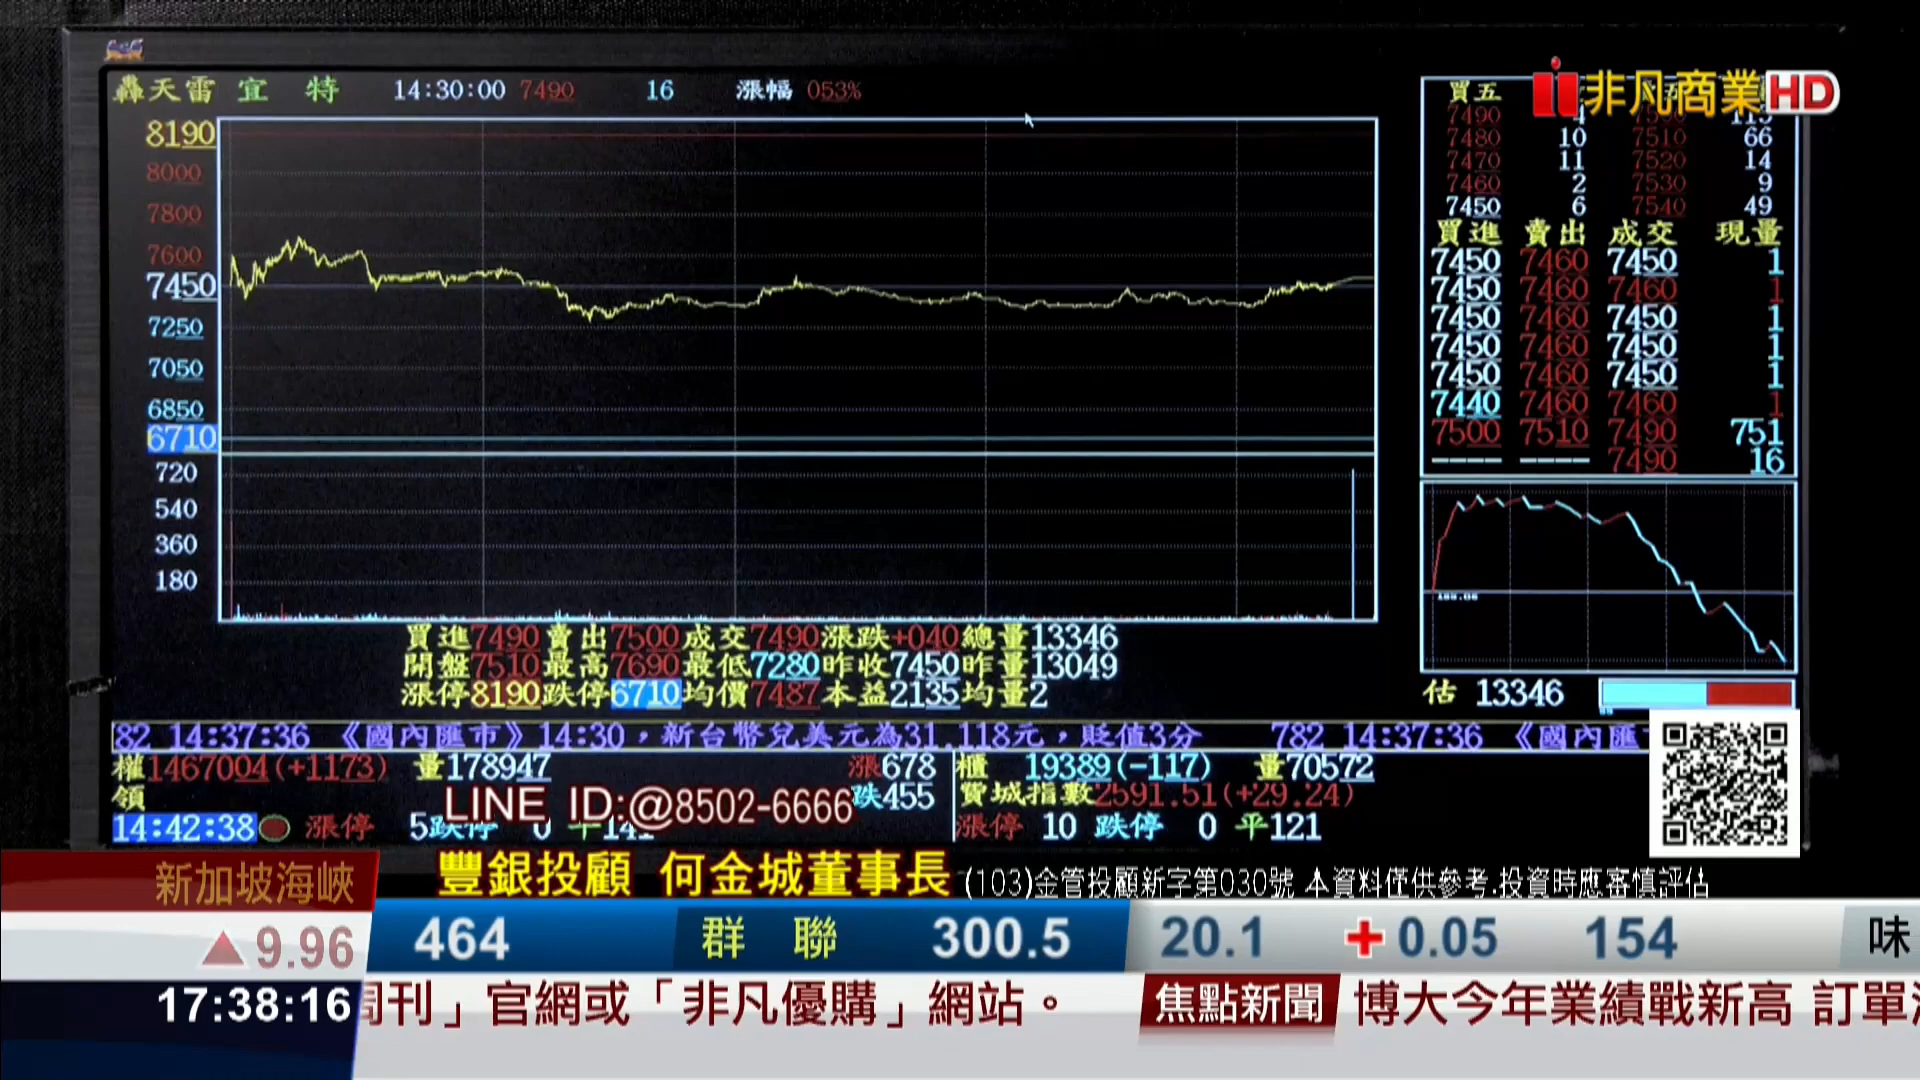 轟天雷 宜 特 14:30:00 7490 16 漲幅 053%
非凡商業HD
8190
8000
7800
7600
7450
7250
7050
6850
6710
720
540
360
180
買五
7490 4
7480 10 7510 66
7470 11 7520 14
7460 2 7530 9
7450 6 7540 49
買進 賣出 成交 現量
7450 7460 7450 1
7450 7460 7460 1
7450 7460 7450 1
7450 7460 7450 1
7450 7460 7450 1
7440 7460 7460 1
7500 7510 7490 751
---- ---- 7490 16
買進7490賣出7500成交7490漲跌+040總量13346
開盤7510最高7690最低7280昨收7450昨量13049
漲停8190跌停6710均價7487本益2135均量2
估 13346
82 14:37:36 《國內匯市》14:30，新台幣兌美元為31.118元，貶值3分 782 14:37:36 《國內匯
權1467004(+1173) 量178947 漲678 櫃 19389(-117) 量70572
領 跌455 寶城指數2591.51(+29.24)
LINE ID:@8502-6666
14:42:38 漲停 5跌停 0 平141 漲停 10 跌停 0 平121
新加坡海峽
豐銀投顧 何金城董事長 (103)金管投顧新字第030號 本資料僅供參考.投資時應審慎評估
▲9.96 464 群 聯 300.5 20.1 +0.05 154 味
17:38:16 周刊」官網或「非凡優購」網站。 焦點新聞 博大今年業績戰新高 訂單